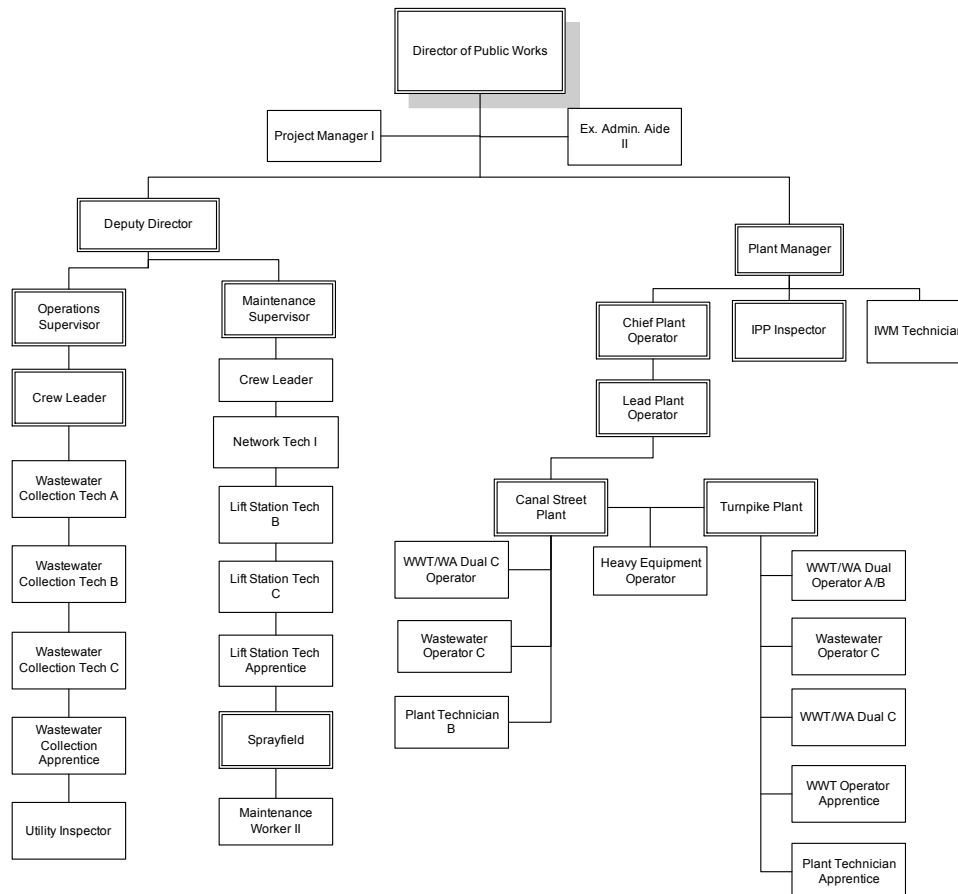 Director of Public Works
Project Manager I
Ex. Admin. Aide
II
Deputy Director
Plant Manager
Operations
Supervisor
Maintenance
Supervisor
Chief Plant
Operator
IPP Inspector
IWM Technician
Crew Leader
Crew Leader
Lead Plant
Operator
Network Tech I
Wastewater
Collection Tech A
Lift Station Tech
B
Canal Street
Plant
Turnpike Plant
Wastewater
Collection Tech B
Lift Station Tech
C
WWT/WA Dual C
Operator
Heavy Equipment
Operator
WWT/WA Dual
Operator A/B
Wastewater
Collection Tech C
Lift Station Tech
Apprentice
Wastewater
Operator C
Wastewater
Operator C
Wastewater
Collection
Apprentice
Sprayfield
Plant Technician
B
WWT/WA Dual C
Utility Inspector
Maintenance
Worker II
WWT Operator
Apprentice
Plant Technician
Apprentice